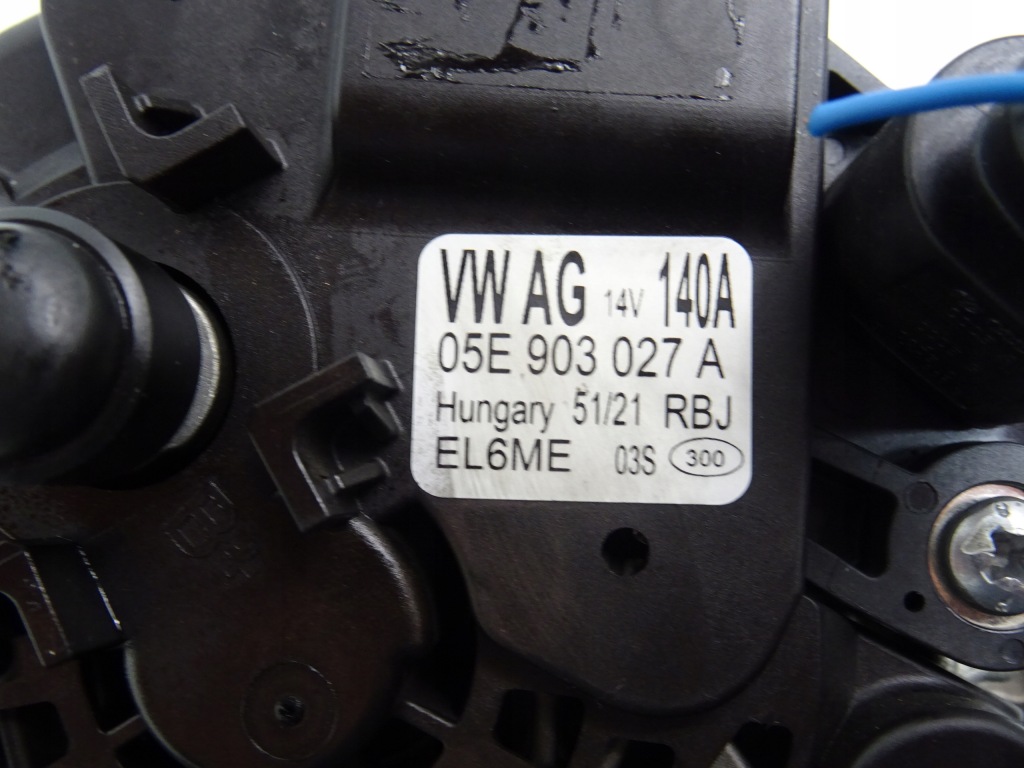 VW AG 14V 140A
05E 903 027 A
Hungary 51/21 RBJ
EL6ME 03S 300